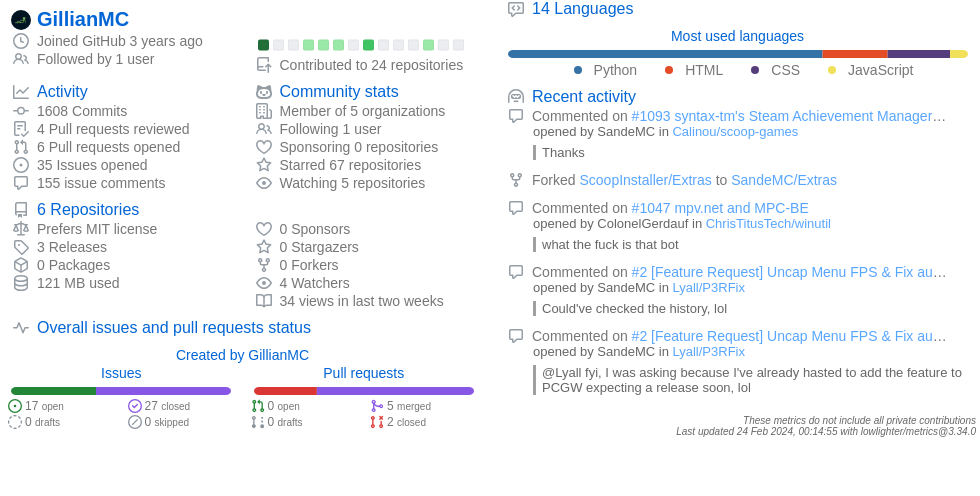 GillianMC
Joined GitHub 3 years ago
Followed by 1 user
Contributed to 24 repositories
Activity
1608 Commits
4 Pull requests reviewed
6 Pull requests opened
35 Issues opened
155 issue comments
Community stats
Member of 5 organizations
Following 1 user
Sponsoring 0 repositories
Starred 67 repositories
Watching 5 repositories
6 Repositories
Prefers MIT license
3 Releases
0 Packages
121 MB used
0 Sponsors
0 Stargazers
0 Forkers
4 Watchers
34 views in last two weeks
Overall issues and pull requests status
Created by GillianMC
Issues
17 open
27 closed
0 drafts
0 skipped
Pull requests
0 open
5 merged
0 drafts
2 closed
14 Languages
Most used languages
Python HTML CSS JavaScript
Recent activity
Commented on #1093 syntax-tm's Steam Achievement Manager…
opened by SandeMC in Calinou/scoop-games
Thanks
Forked ScoopInstaller/Extras to SandeMC/Extras
Commented on #1047 mpv.net and MPC-BE
opened by ColonelGerdauf in ChrisTitusTech/winutil
what the fuck is that bot
Commented on #2 [Feature Request] Uncap Menu FPS & Fix au…
opened by SandeMC in Lyall/P3RFix
Could've checked the history, lol
Commented on #2 [Feature Request] Uncap Menu FPS & Fix au…
opened by SandeMC in Lyall/P3RFix
@Lyall fyi, I was asking because I've already hasted to add the feature to
PCGW expecting a release soon, lol
These metrics do not include all private contributions
Last updated 24 Feb 2024, 00:14:55 with lowlighter/metrics@3.34.0